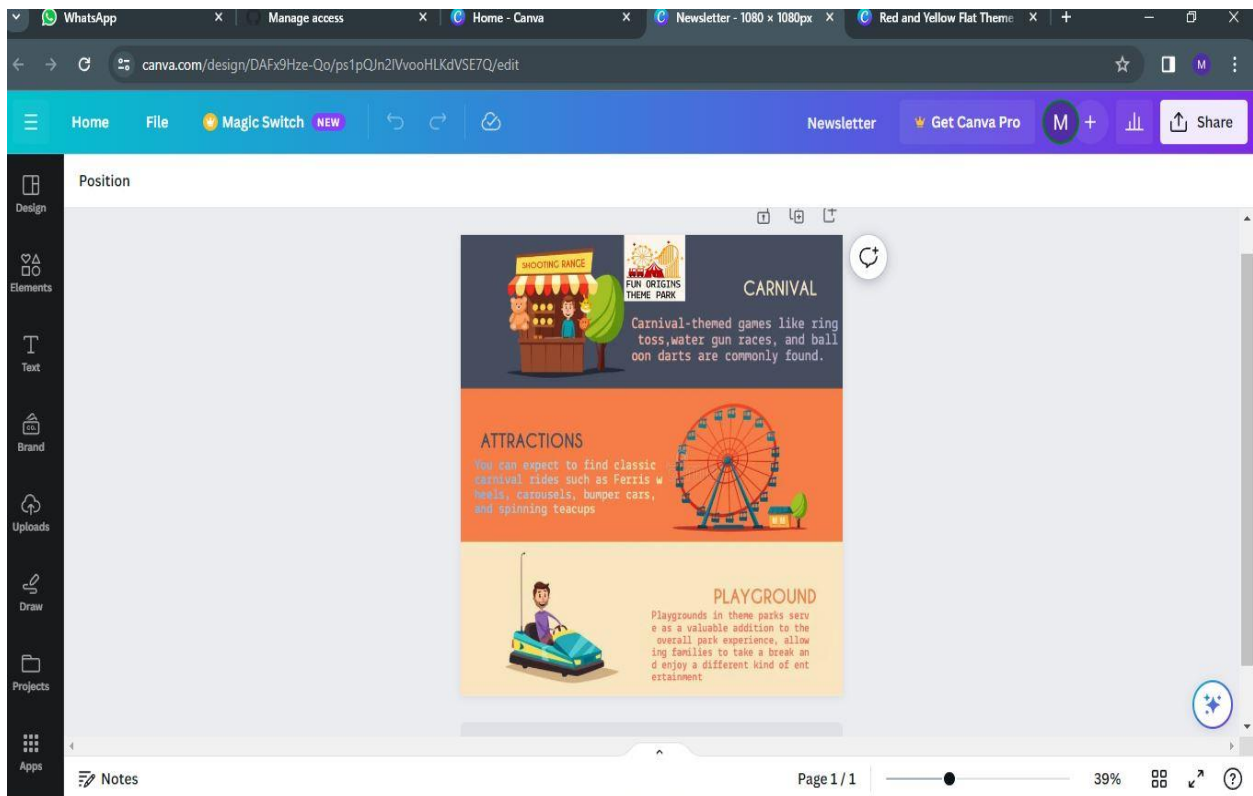 WhatsApp
Manage access
Home - Canva
Newsletter - 1080 × 1080px
Red and Yellow Flat Theme
canva.com/design/DAFx9Hze-Qo/ps1pQJn2lVvooHLKdVSE7Q/edit
M
Home
File
Magic Switch NEW
Newsletter
Get Canva Pro
M
+
Share
Position
Design
Elements
Text
CO.
Brand
Uploads
Draw
Projects
Apps
SHOOTING RANGE
FUN ORIGINS
THEME PARK
CARNIVAL
Carnival-themed games like ring
toss,water gun races, and ball
oon darts are commonly found.
ATTRACTIONS
You can expect to find classic
carnival rides such as Ferris w
heels, carousels, bumper cars,
and spinning teacups
PLAYGROUND
Playgrounds in theme parks serv
e as a valuable addition to the
overall park experience, allow
ing families to take a break an
d enjoy a different kind of ent
ertainment
Notes
Page 1 / 1
39%